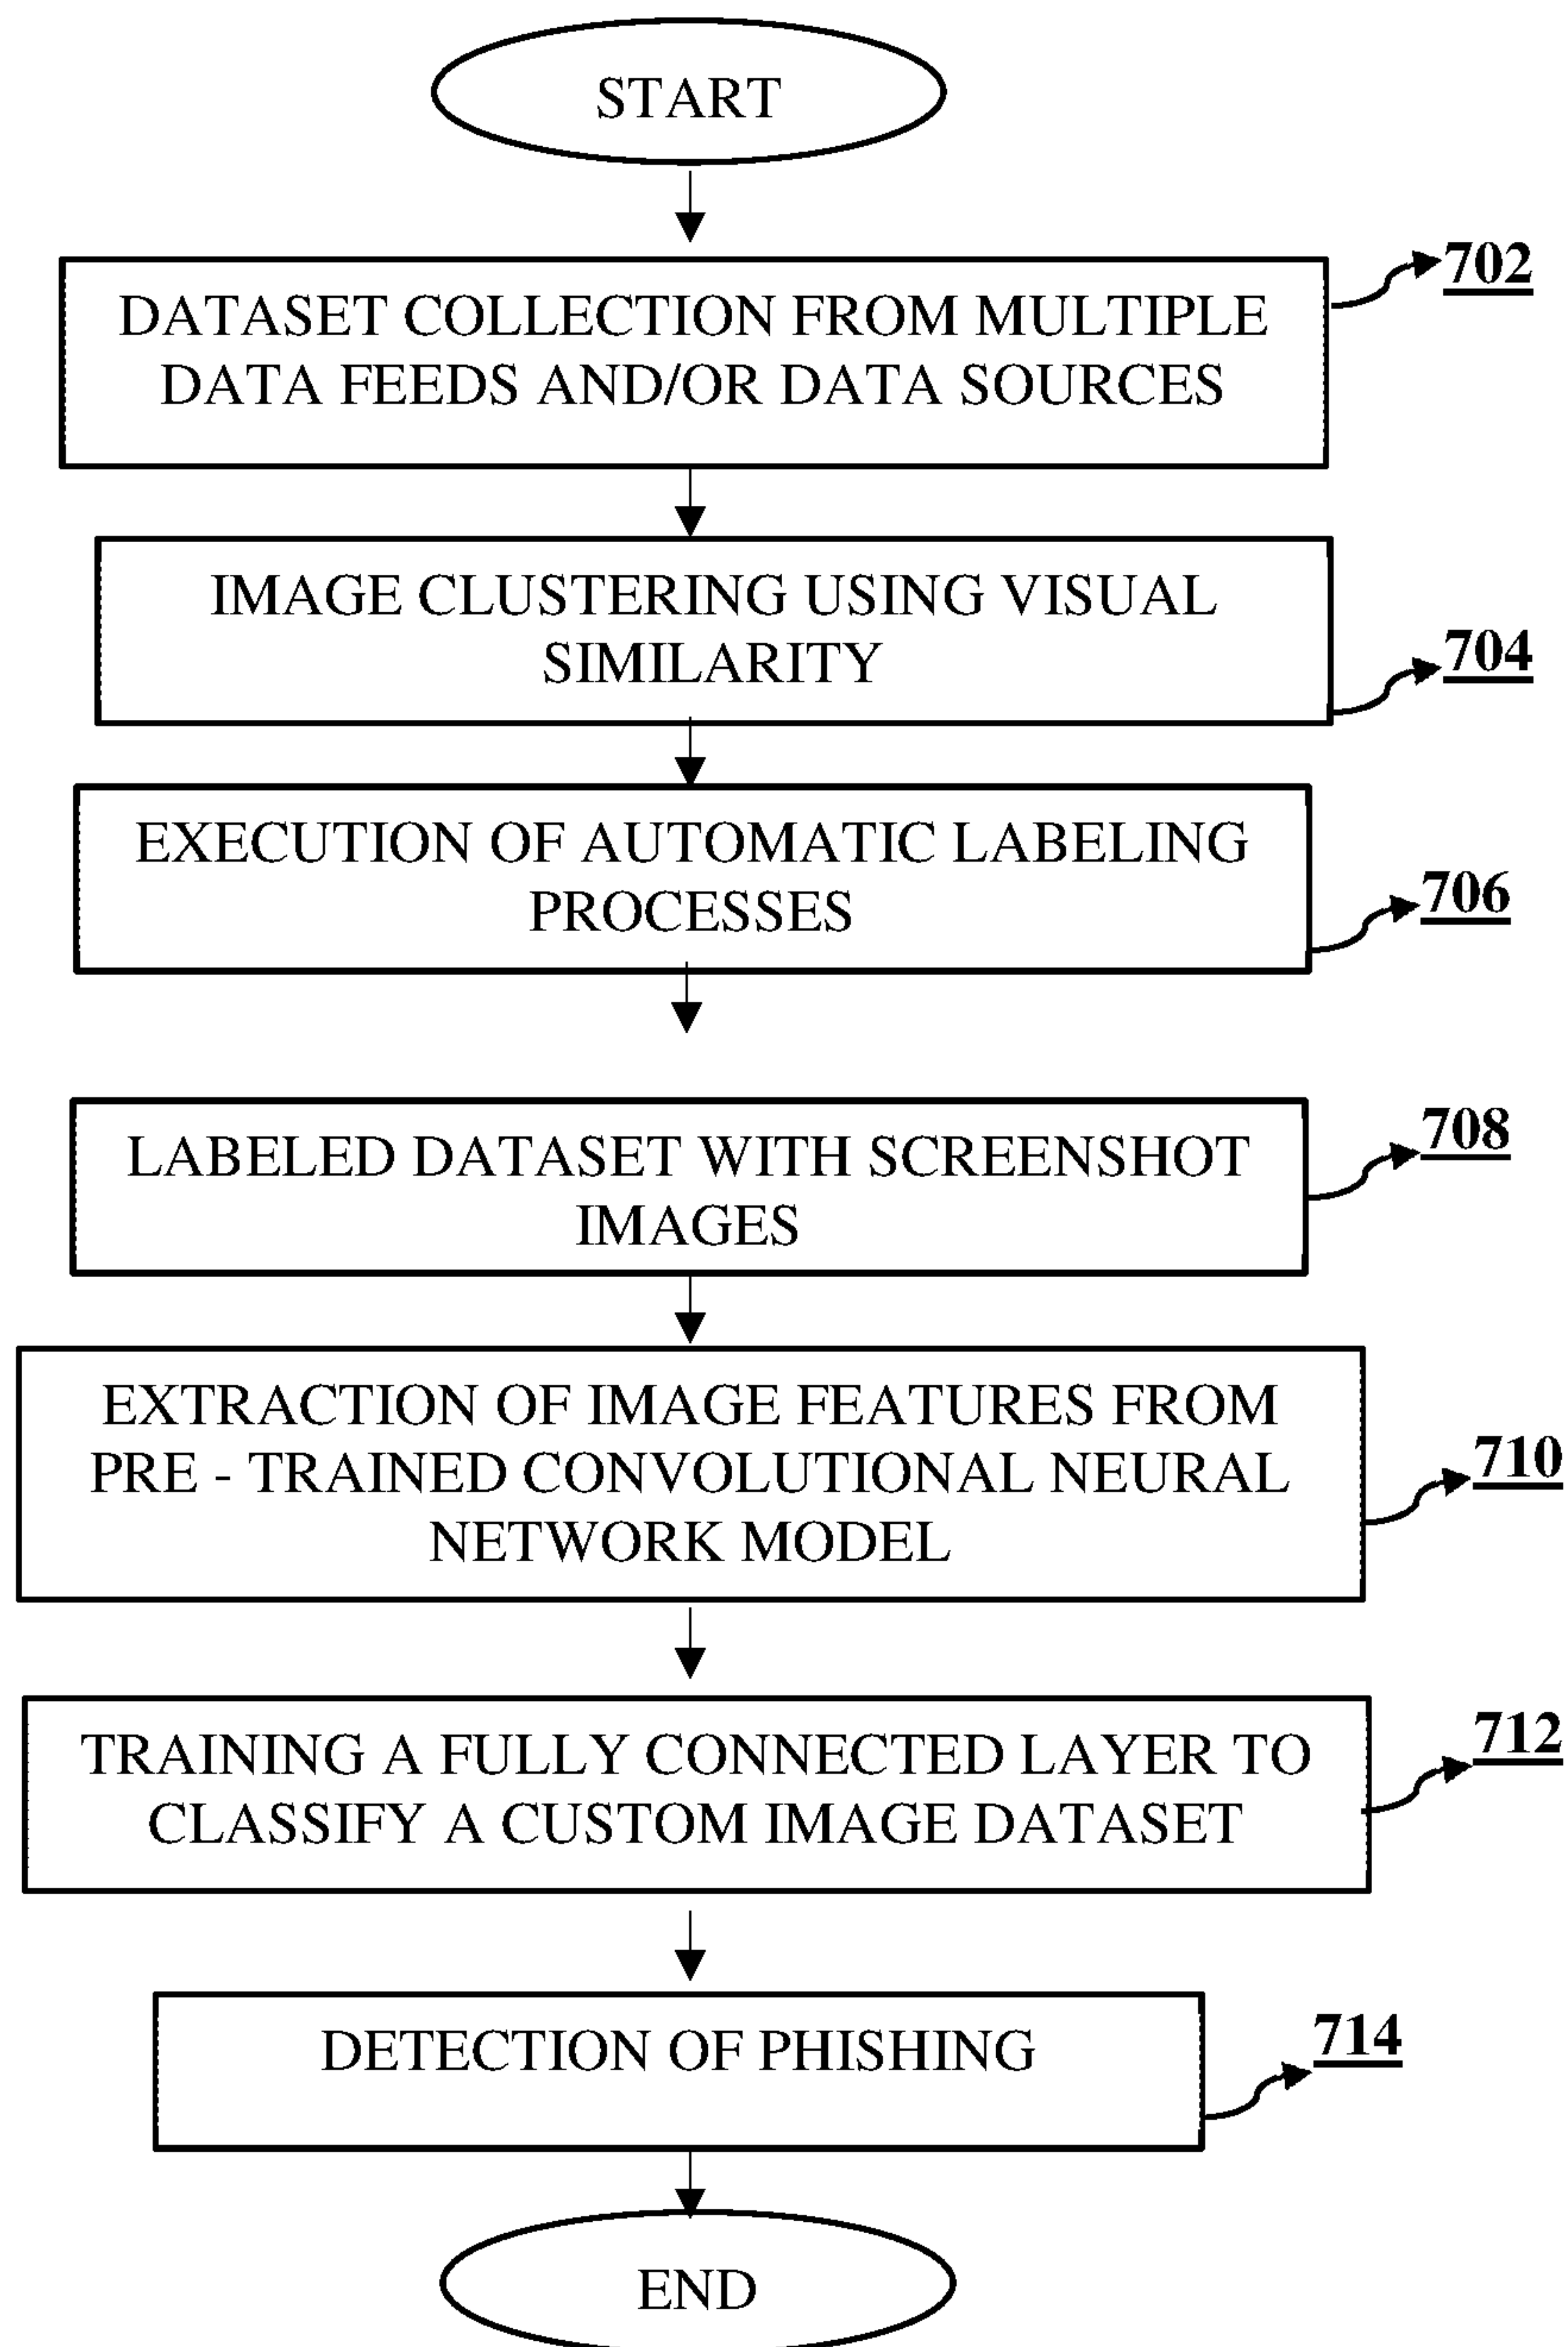 START
702
DATASET COLLECTION FROM MULTIPLE
DATA FEEDS AND/OR DATA SOURCES
IMAGE CLUSTERING USING VISUAL
SIMILARITY
704
EXECUTION OF AUTOMATIC LABELING
PROCESSES
706
708
LABELED DATASET WITH SCREENSHOT
IMAGES
EXTRACTION OF IMAGE FEATURES FROM
PRE - TRAINED CONVOLUTIONAL NEURAL
NETWORK MODEL
710
712
TRAINING A FULLY CONNECTED LAYER TO
CLASSIFY A CUSTOM IMAGE DATASET
DETECTION OF PHISHING
714
END